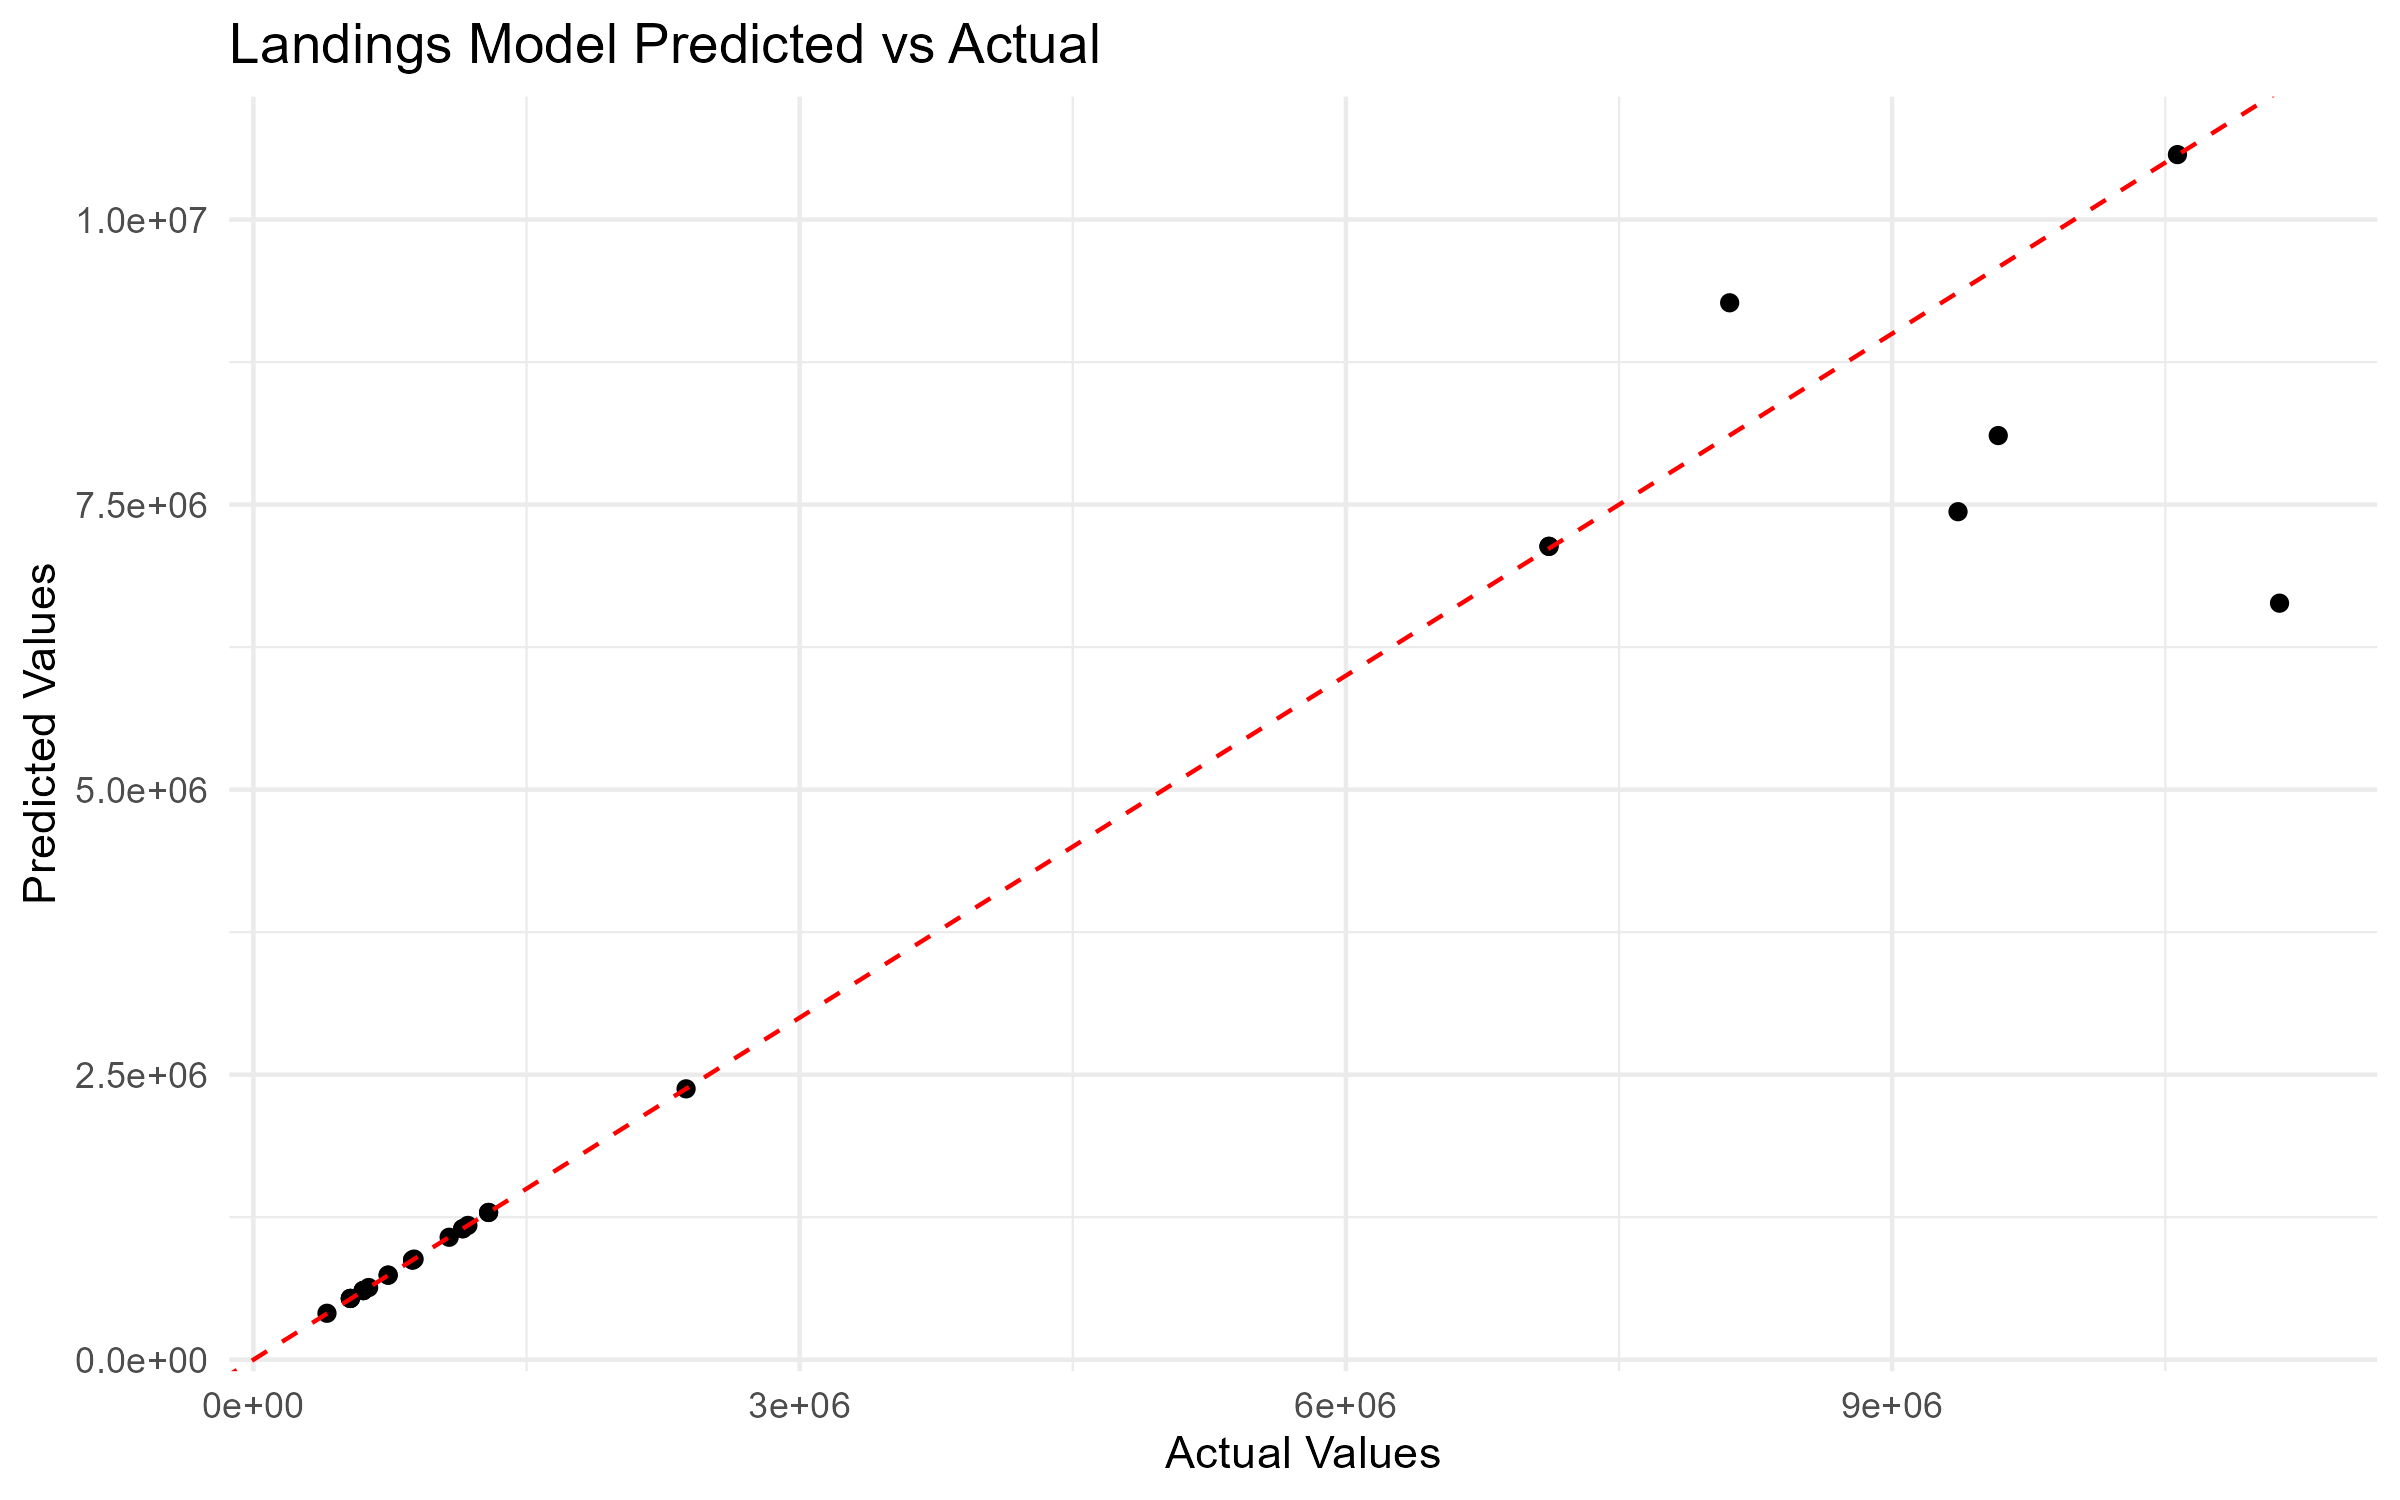 Landings Model Predicted vs Actual
Predicted Values
1.0e+07
7.5e+06
5.0e+06
2.5e+06
0.0e+00
0e+00 3e+06 6e+06 9e+06
Actual Values